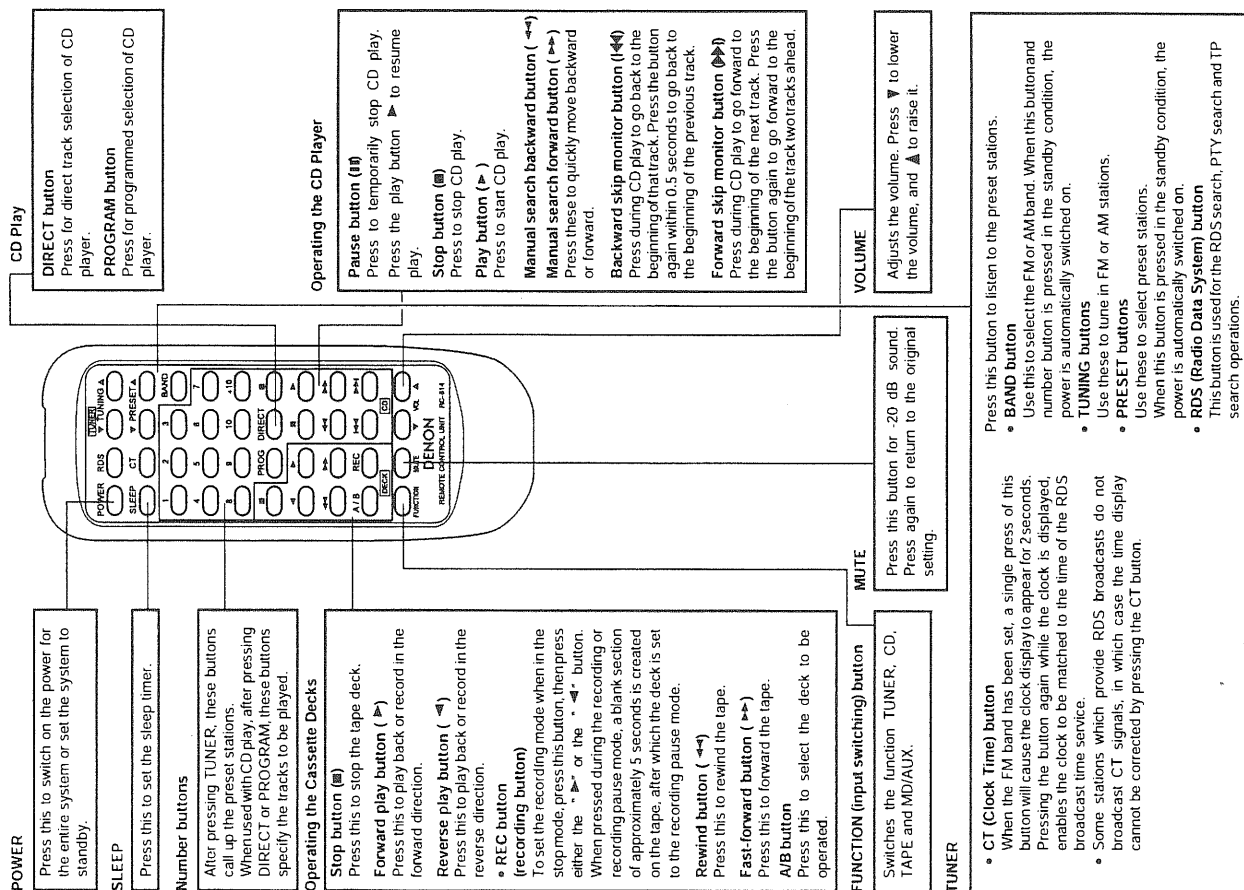 POWER
Press this to switch on the power for
the entire system or set the system to
standby.
SLEEP
Press this to set the sleep timer.
Number buttons
After pressing TUNER, these buttons
call up the preset stations.
When used with CD play, after pressing
DIRECT or PROGRAM, these buttons
specify the tracks to be played.
Operating the Cassette Decks
Stop button (■)
Press this to stop the tape deck.
Forward play button ( ► )
Press this to play back or record in the
forward direction.
Reverse play button ( ◄ )
Press this to play back or record in the
reverse direction.
• REC button
(recording button)
To set the recording mode when in the
stop mode, press this button, then press
either the " ► " or the " ◄ " button.
When pressed during the recording or
recording pause mode, a blank section
of approximately 5 seconds is created
on the tape, after which the deck is set
to the recording pause mode.
Rewind button ( ◄◄ )
Press this to rewind the tape.
Fast-forward button ( ►► )
Press this to forward the tape.
A/B button
Press this to select the deck to be
operated.
FUNCTION (input switching) button
Switches the function TUNER, CD,
TAPE and MD/AUX.
POWER RDS TUNER ▼ TUNING ▲
SLEEP CT ▼ PRESET ▲
1 2 3 BAND
4 5 6 7
8 9 10 +10
■ PROG DIRECT II
◄ ► ■ ►
◄◄ ►► ◄◄ ►►
A / B REC I◄◄ ►►I
DECK CD
FUNCTION MUTE ▼ VOL ▲
DENON
REMOTE CONTROL UNIT RC-814
MUTE
Press this button for -20 dB sound.
Press again to return to the original
setting.
CD Play
DIRECT button
Press for direct track selection of CD
player.
PROGRAM button
Press for programmed selection of CD
player.
Operating the CD Player
Pause button (II)
Press to temporarily stop CD play.
Press the play button ► to resume
play.
Stop button (■)
Press to stop CD play.
Play button ( ► )
Press to start CD play.
Manual search backward button ( ◄◄ )
Manual search forward button ( ►► )
Press these to quickly move backward
or forward.
Backward skip monitor button (I◄◄)
Press during CD play to go back to the
beginning of that track. Press the button
again within 0.5 seconds to go back to
the beginning of the previous track.
Forward skip monitor button (►►I)
Press during CD play to go forward to
the beginning of the next track. Press
the button again to go forward to the
beginning of the track two tracks ahead.
VOLUME
Adjusts the volume. Press ▼ to lower
the volume, and ▲ to raise it.
TUNER
• CT (Clock Time) button
When the FM band has been set, a single press of this
button will cause the clock display to appear for 2 seconds.
Pressing the button again while the clock is displayed,
enables the clock to be matched to the time of the RDS
broadcast time service.
• Some stations which provide RDS broadcasts do not
broadcast CT signals, in which case the time display
cannot be corrected by pressing the CT button.
Press this button to listen to the preset stations.
• BAND button
Use this to select the FM or AM band. When this button and
number button is pressed in the standby condition, the
power is automatically switched on.
• TUNING buttons
Use these to tune in FM or AM stations.
• PRESET buttons
Use these to select preset stations.
When this button is pressed in the standby condition, the
power is automatically switched on.
• RDS (Radio Data System) button
This button is used for the RDS search, PTY search and TP
search operations.